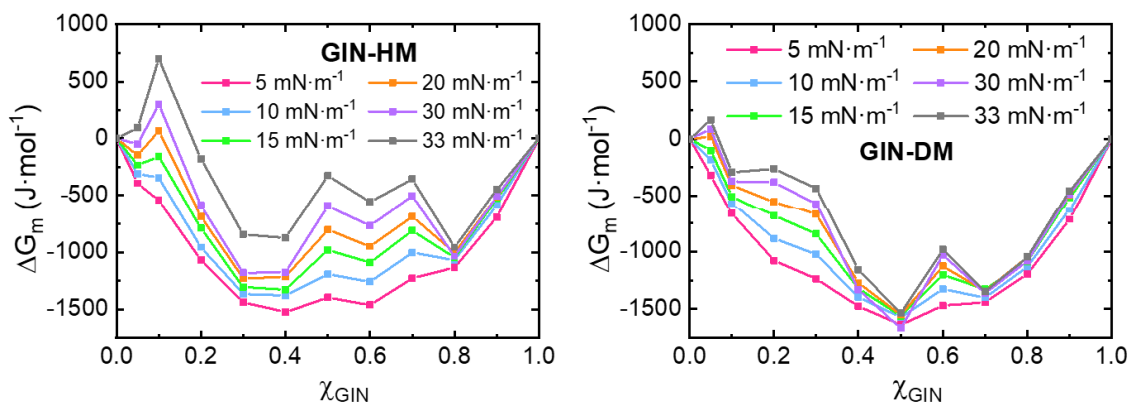 GIN-HM
5 mN·m⁻¹ 20 mN·m⁻¹
10 mN·m⁻¹ 30 mN·m⁻¹
15 mN·m⁻¹ 33 mN·m⁻¹
1000
500
0
-500
-1000
-1500
ΔGₘ (J·mol⁻¹)
0.0 0.2 0.4 0.6 0.8 1.0
χGIN
5 mN·m⁻¹ 20 mN·m⁻¹
10 mN·m⁻¹ 30 mN·m⁻¹
15 mN·m⁻¹ 33 mN·m⁻¹
GIN-DM
1000
500
0
-500
-1000
-1500
ΔGₘ (J·mol⁻¹)
0.0 0.2 0.4 0.6 0.8 1.0
χGIN